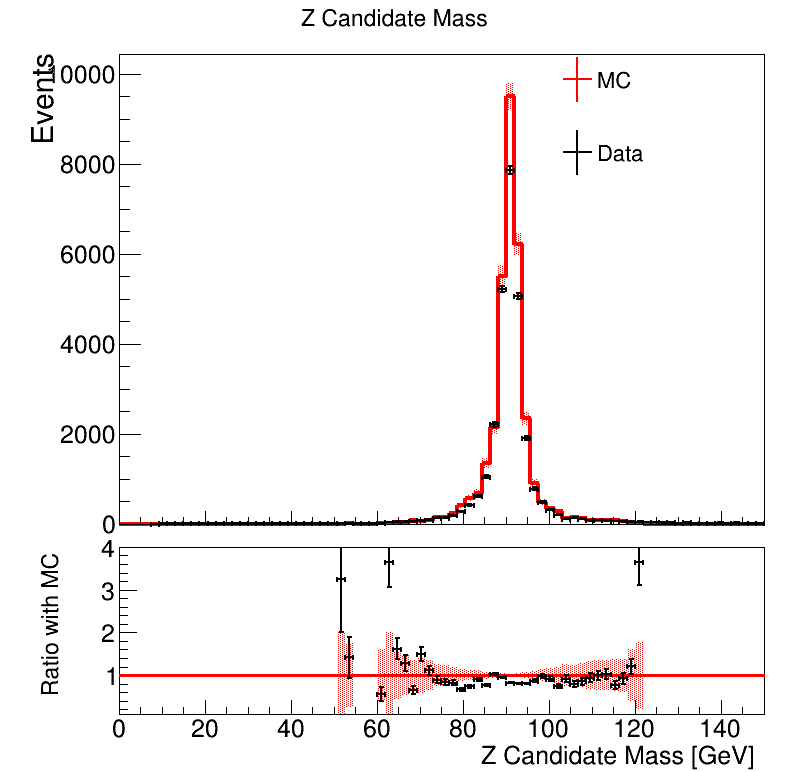 Z Candidate Mass
Events
10000
8000
6000
4000
2000
0
MC
Data
Ratio with MC
4
3
2
1
0 20 40 60 80 100 120 140
Z Candidate Mass [GeV]